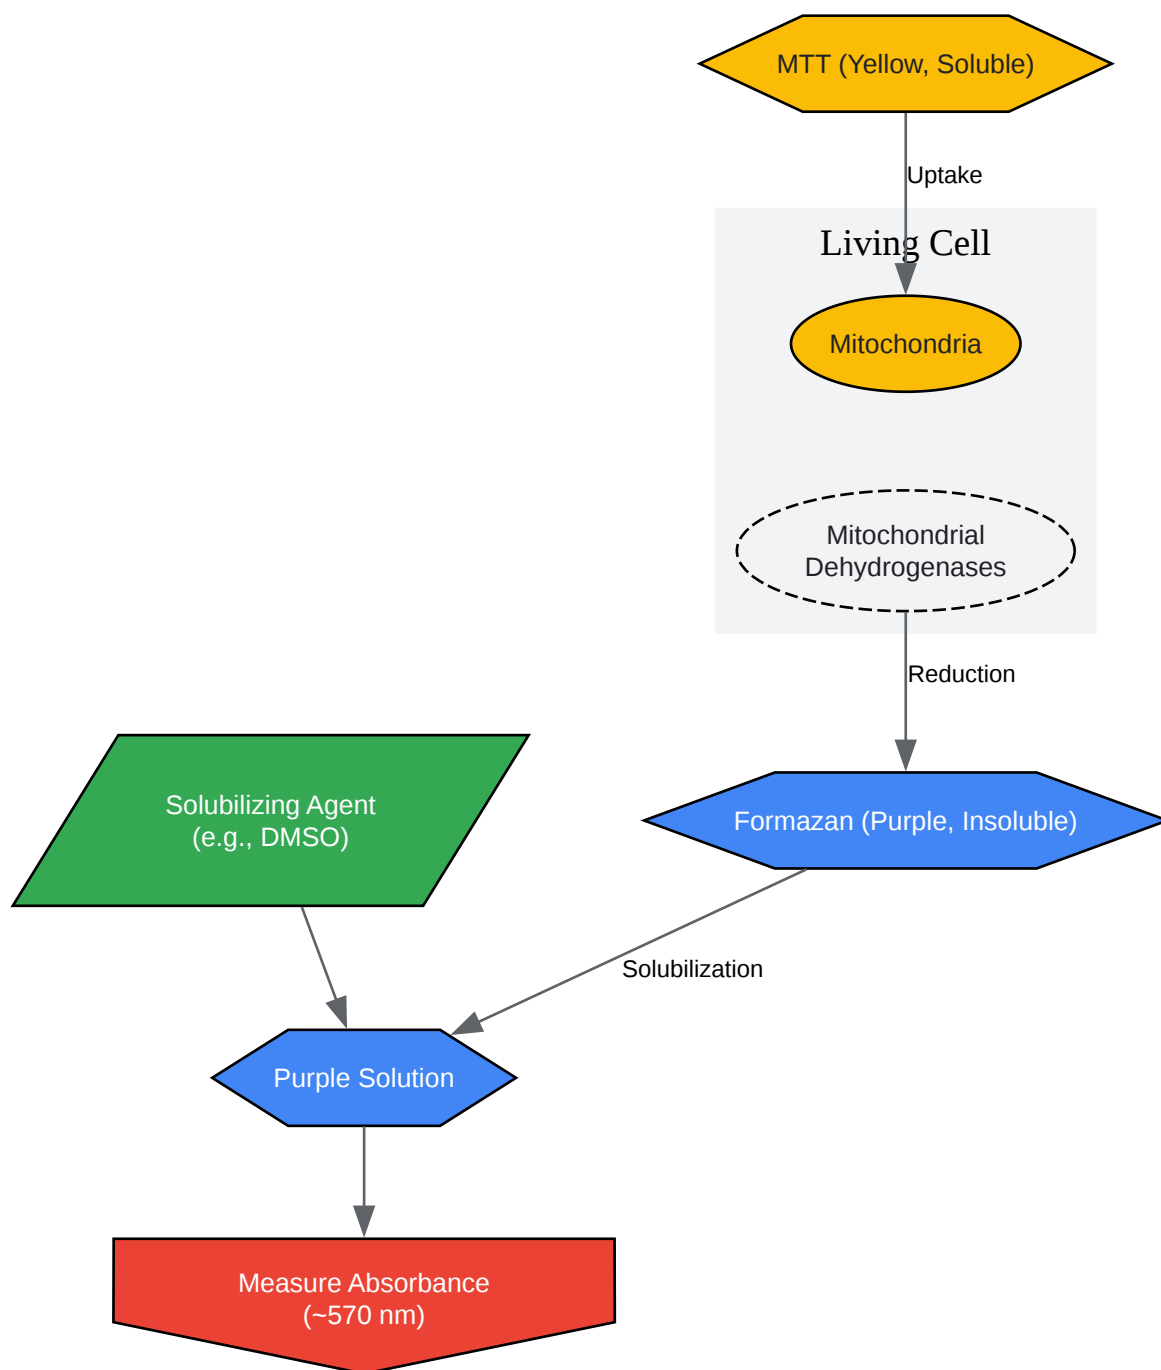 MTT (Yellow, Soluble)
Uptake
Living Cell
Mitochondria
Mitochondrial
Dehydrogenases
Reduction
Solubilizing Agent
(e.g., DMSO)
Formazan (Purple, Insoluble)
Solubilization
Purple Solution
Measure Absorbance
(~570 nm)